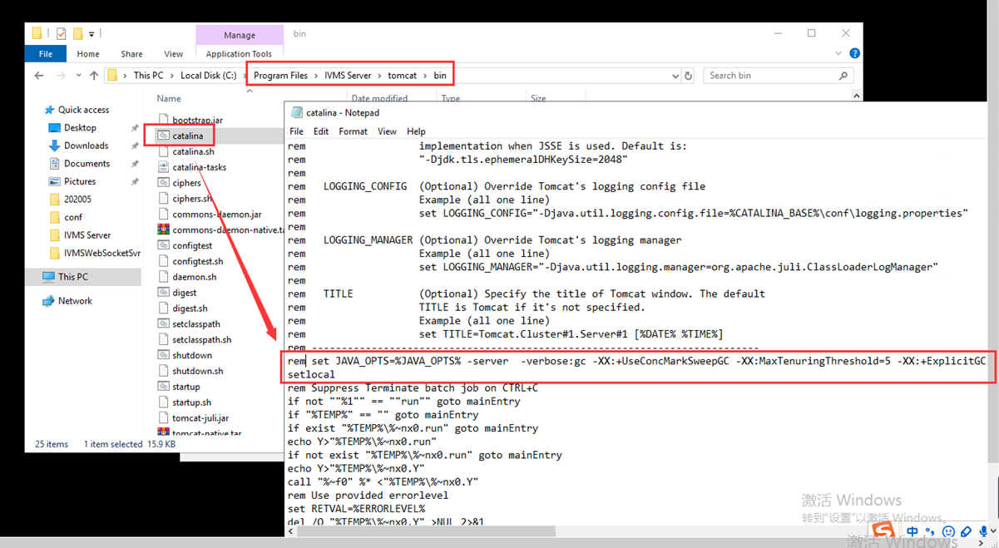 Manage
bin
File
Home
Share
View
Application Tools
This PC
Local Disk (C:)
Program Files
IVMS Server
tomcat
bin
Search bin
Name
Date modified
Type
Size
Quick access
Desktop
Downloads
Documents
Pictures
202005
conf
IVMS Server
IVMSWebSocketSvr
This PC
Network
bootstrap.jar
catalina
catalina.sh
catalina-tasks
ciphers
ciphers.sh
commons-daemon.jar
commons-daemon-native.ta
configtest
configtest.sh
daemon.sh
digest
digest.sh
setclasspath
setclasspath.sh
shutdown
shutdown.sh
startup
startup.sh
tomcat-juli.jar
tomcat-native.tar
25 items
1 item selected 15.9 KB
catalina - Notepad
File Edit Format View Help
rem implementation when JSSE is used. Default is:
rem "-Djdk.tls.ephemeralDHKeySize=2048"
rem
rem LOGGING_CONFIG (Optional) Override Tomcat's logging config file
rem Example (all one line)
rem set LOGGING_CONFIG="-Djava.util.logging.config.file=%CATALINA_BASE%\conf\logging.properties"
rem
rem LOGGING_MANAGER (Optional) Override Tomcat's logging manager
rem Example (all one line)
rem set LOGGING_MANAGER="-Djava.util.logging.manager=org.apache.juli.ClassLoaderLogManager"
rem
rem TITLE (Optional) Specify the title of Tomcat window. The default
rem TITLE is Tomcat if it's not specified.
rem Example (all one line)
rem set TITLE=Tomcat.Cluster#1.Server#1 [%DATE% %TIME%]
rem ---------------------------------------------------------------------------
rem set JAVA_OPTS=%JAVA_OPTS% -server -verbose:gc -XX:+UseConcMarkSweepGC -XX:MaxTenuringThreshold=5 -XX:+ExplicitGC
setlocal
rem Suppress Terminate batch job on CTRL+C
if not ""%1"" == ""run"" goto mainEntry
if "%TEMP%" == "" goto mainEntry
if exist "%TEMP%\%~nx0.run" goto mainEntry
echo Y>"%TEMP%\%~nx0.run"
if not exist "%TEMP%\%~nx0.run" goto mainEntry
echo Y>"%TEMP%\%~nx0.Y"
call "%~f0" %* <"%TEMP%\%~nx0.Y"
rem Use provided errorlevel
set RETVAL=%ERRORLEVEL%
del /Q "%TEMP%\%~nx0.Y" >NUL 2>&1
激活 Windows
转到"设置"以激活 Windows。
中
激活 Windows